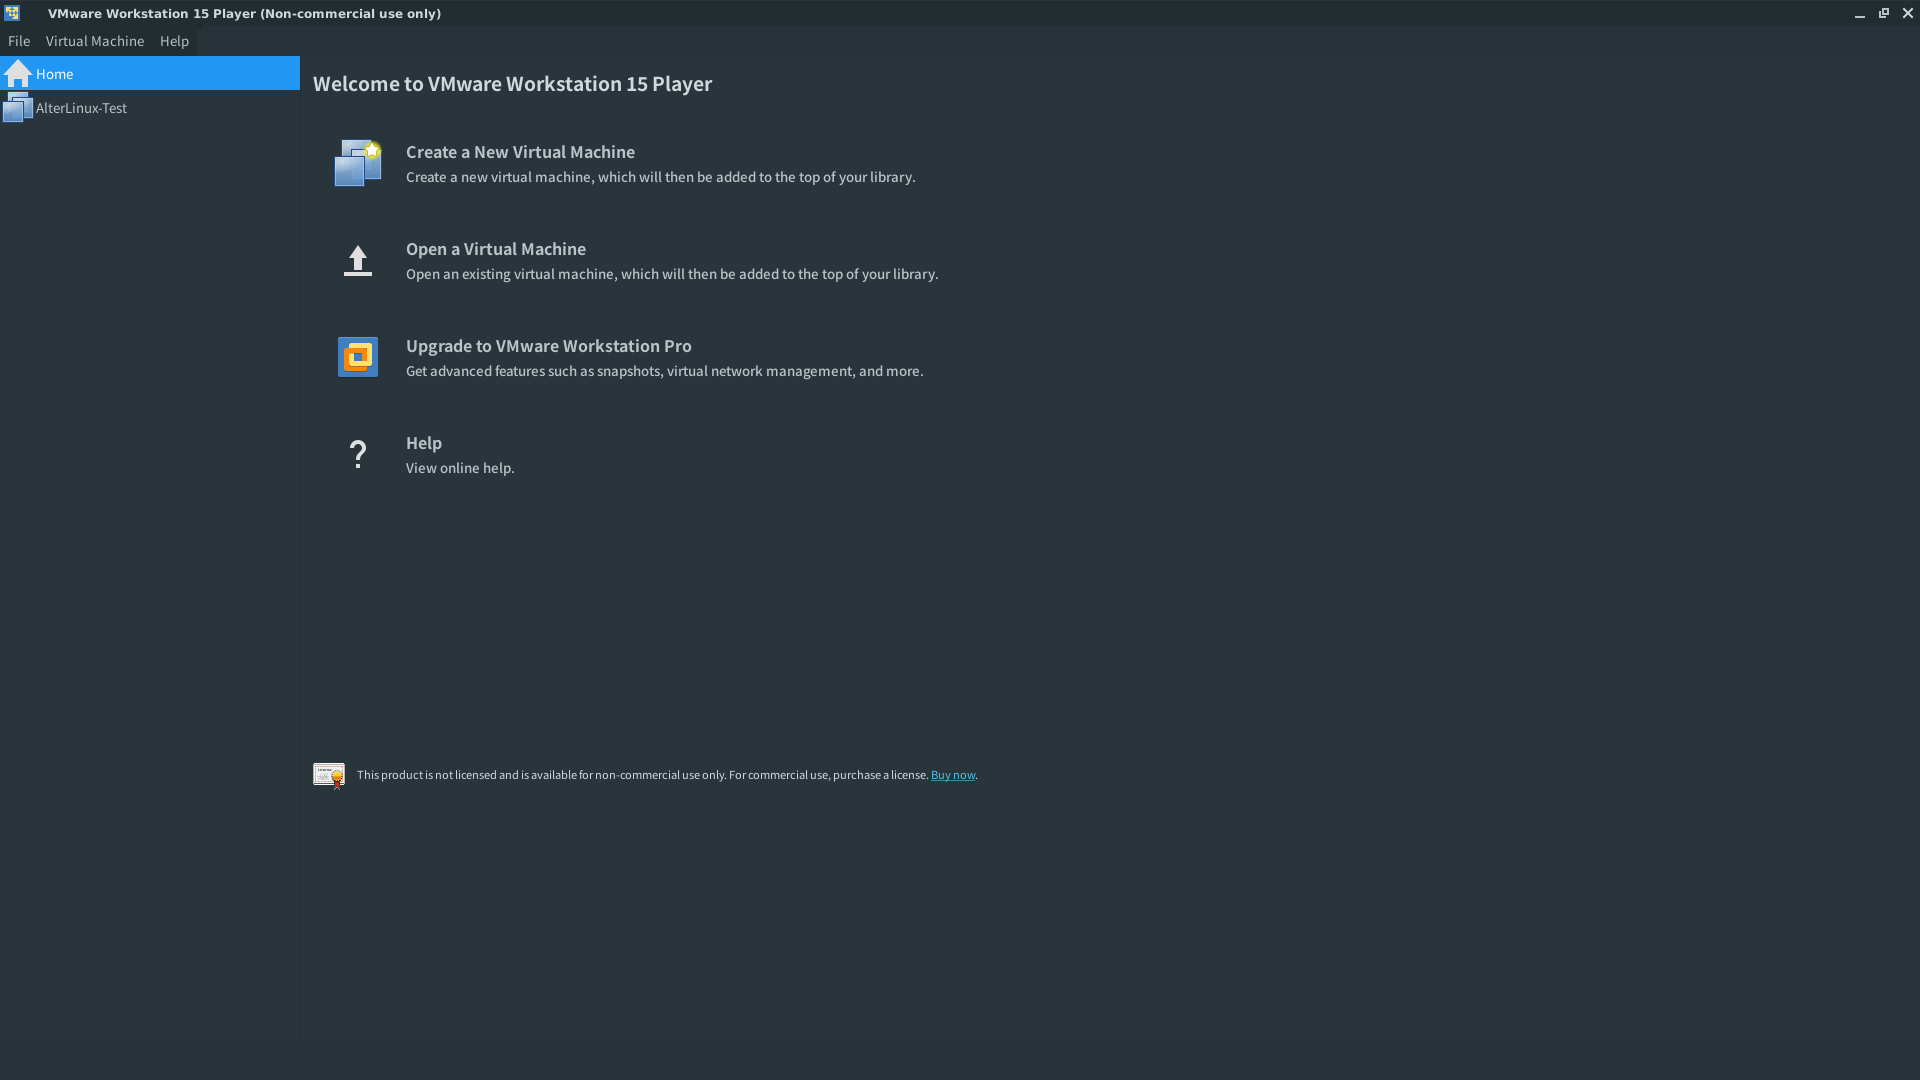 VMware Workstation 15 Player (Non-commercial use only)
File Virtual Machine Help
Home
AlterLinux-Test
Welcome to VMware Workstation 15 Player
Create a New Virtual Machine
Create a new virtual machine, which will then be added to the top of your library.
Open a Virtual Machine
Open an existing virtual machine, which will then be added to the top of your library.
Upgrade to VMware Workstation Pro
Get advanced features such as snapshots, virtual network management, and more.
?
Help
View online help.
This product is not licensed and is available for non-commercial use only. For commercial use, purchase a license. Buy now.